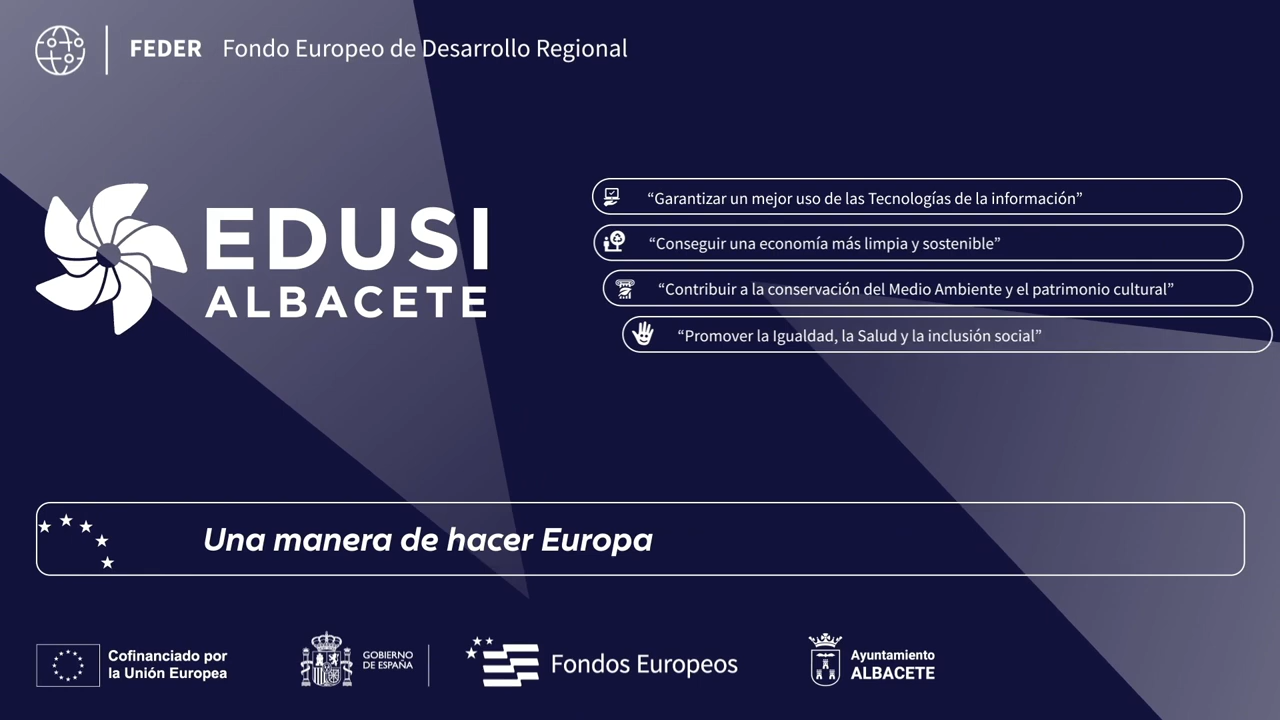 FEDER Fondo Europeo de Desarrollo Regional
EDUSI
ALBACETE
“Garantizar un mejor uso de las Tecnologías de la información”
“Conseguir una economía más limpia y sostenible”
“Contribuir a la conservación del Medio Ambiente y el patrimonio cultural”
“Promover la Igualdad, la Salud y la inclusión social”
Una manera de hacer Europa
Cofinanciado por
la Unión Europea
GOBIERNO
DE ESPAÑA
Fondos Europeos
Ayuntamiento
ALBACETE